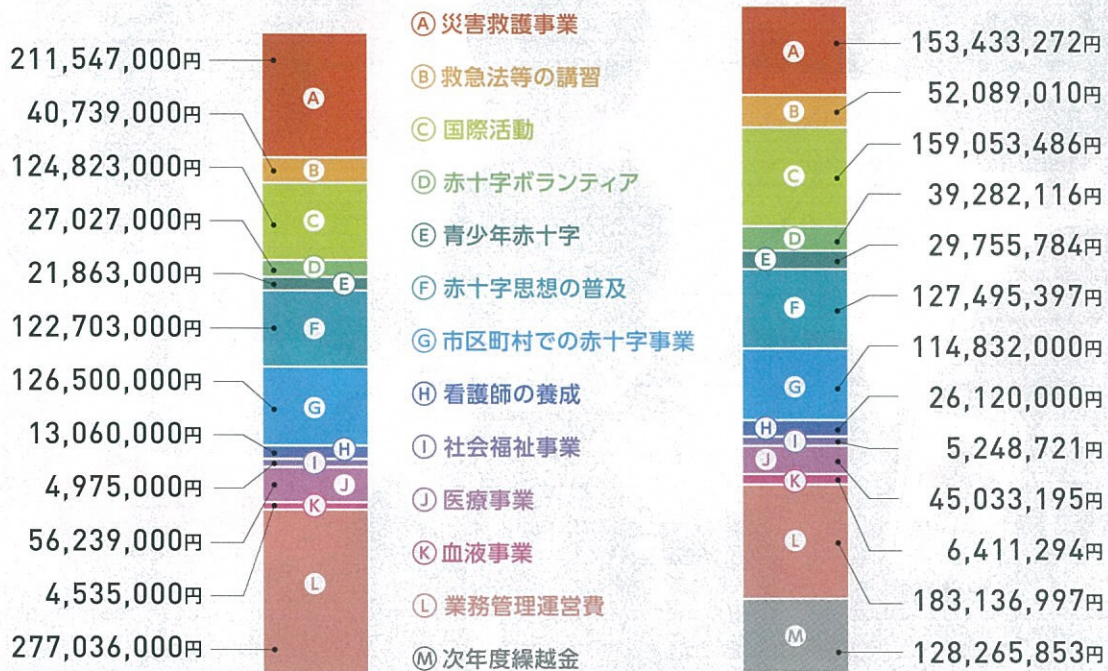 211,547,000円
40,739,000円
124,823,000円
27,027,000円
21,863,000円
122,703,000円
126,500,000円
13,060,000円
4,975,000円
56,239,000円
4,535,000円
277,036,000円
A
B
C
D
E
F
G
H
I
J
K
L
Ⓐ 災害救護事業
Ⓑ 救急法等の講習
Ⓒ 国際活動
Ⓓ 赤十字ボランティア
Ⓔ 青少年赤十字
Ⓕ 赤十字思想の普及
Ⓖ 市区町村での赤十字事業
Ⓗ 看護師の養成
Ⓘ 社会福祉事業
Ⓙ 医療事業
Ⓚ 血液事業
Ⓛ 業務管理運営費
Ⓜ 次年度繰越金
A
B
C
D
E
F
G
H
I
J
K
L
M
153,433,272円
52,089,010円
159,053,486円
39,282,116円
29,755,784円
127,495,397円
114,832,000円
26,120,000円
5,248,721円
45,033,195円
6,411,294円
183,136,997円
128,265,853円